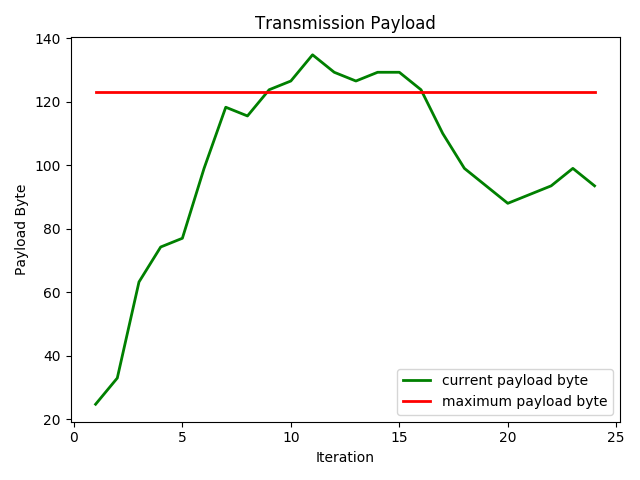 Transmission Payload
140
120
100
80
60
40
20
Payload Byte
0
5
10
15
20
25
Iteration
current payload byte
maximum payload byte